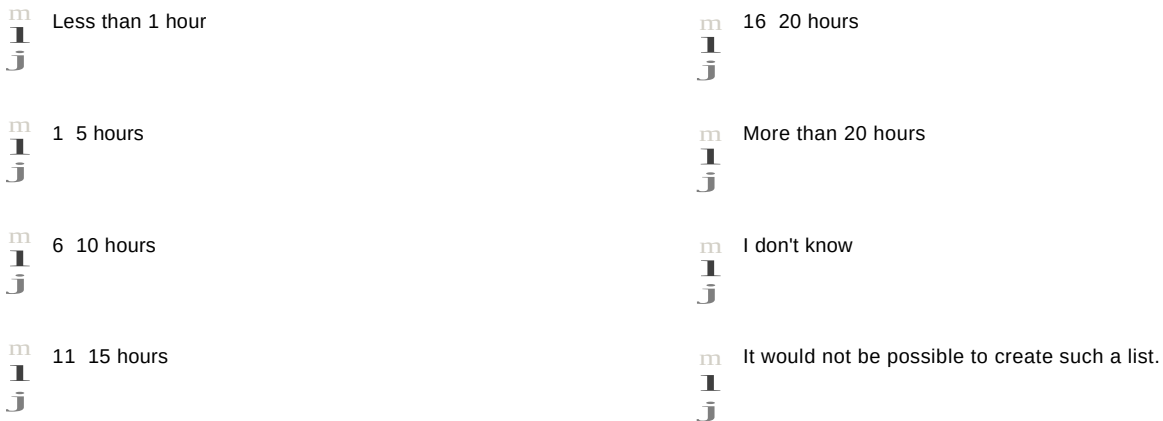 m
l
j
Less than 1 hour
m
l
j
1  5 hours
m
l
j
6  10 hours
m
l
j
11  15 hours
m
l
j
16  20 hours
m
l
j
More than 20 hours
m
l
j
I don't know
m
l
j
It would not be possible to create such a list.